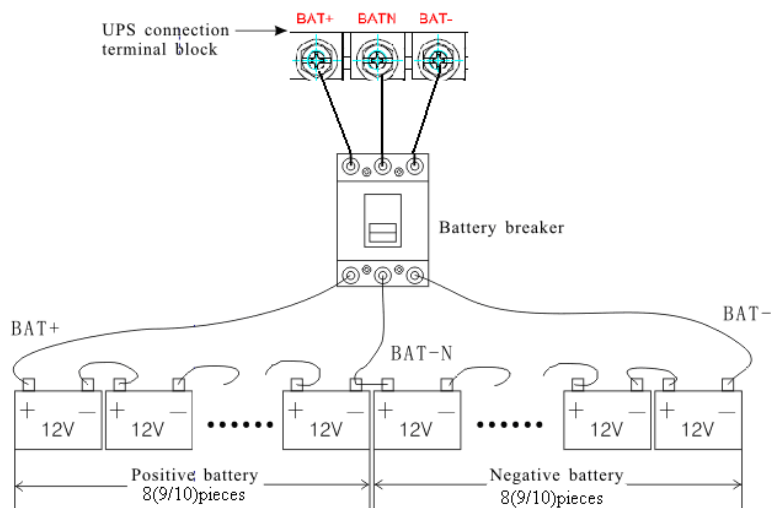 BAT+ BATN BAT-
UPS connection
terminal block
Battery breaker
BAT+
BAT-
BAT-N
+ − + − + − + − + − + −
12V 12V •••••• 12V 12V •••••• 12V 12V
Positive battery
8(9/10)pieces
Negative battery
8(9/10)pieces